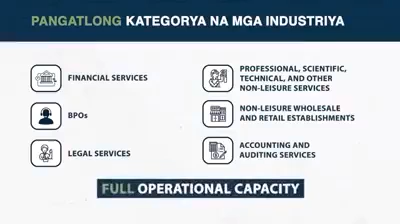 PANGATLONG KATEGORYA NA MGA INDUSTRIYA
FINANCIAL SERVICES
BPOs
LEGAL SERVICES
PROFESSIONAL, SCIENTIFIC,
TECHNICAL, AND OTHER
NON-LEISURE SERVICES
NON-LEISURE WHOLESALE
AND RETAIL ESTABLISHMENTS
ACCOUNTING AND
AUDITING SERVICES
FULL OPERATIONAL CAPACITY